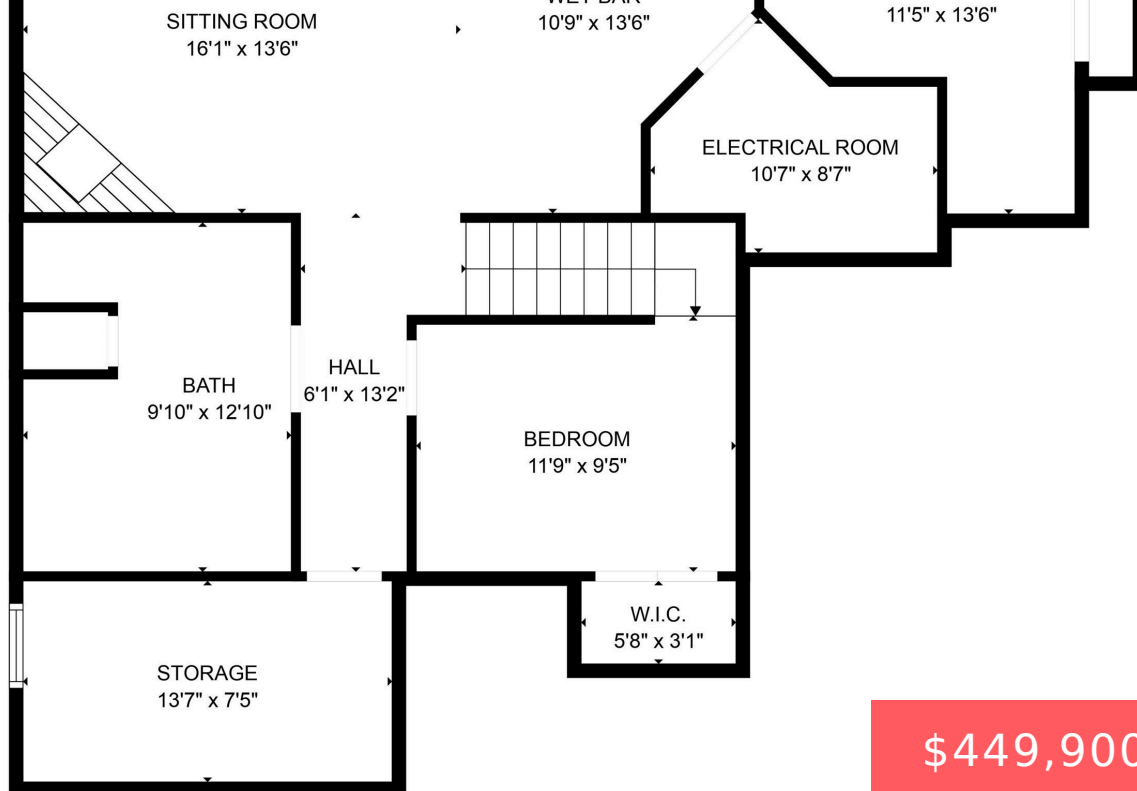 SITTING ROOM
16'1" x 13'6"
WET BAR
10'9" x 13'6"
11'5" x 13'6"
ELECTRICAL ROOM
10'7" x 8'7"
HALL
6'1" x 13'2"
BATH
9'10" x 12'10"
BEDROOM
11'9" x 9'5"
W.I.C.
5'8" x 3'1"
STORAGE
13'7" x 7'5"
$449,900